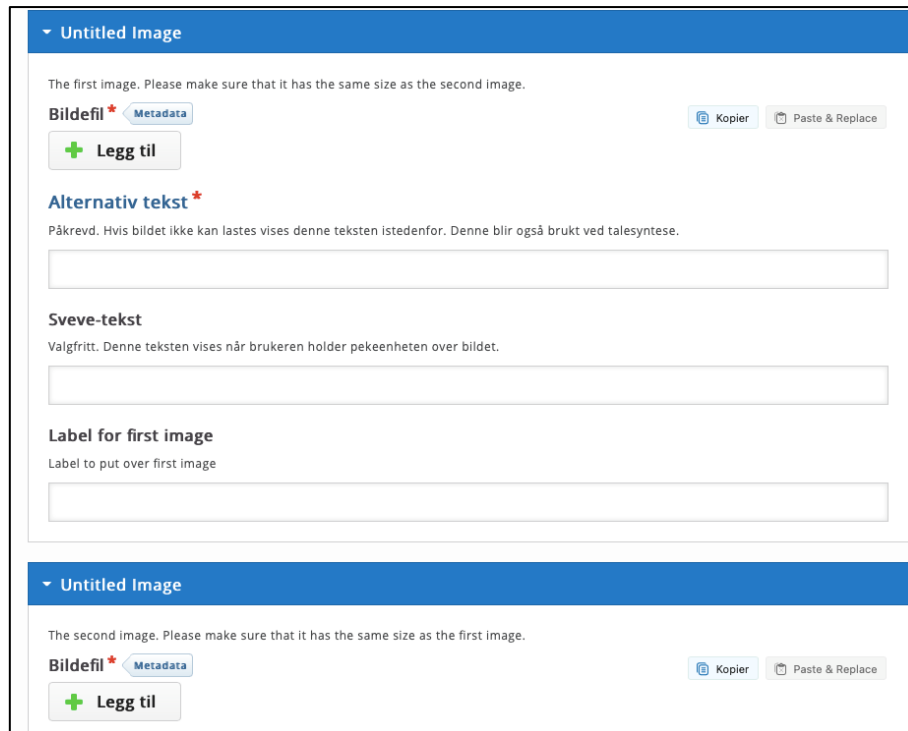 Untitled Image
The first image. Please make sure that it has the same size as the second image.
Bildefil * Metadata Kopier Paste & Replace
Legg til
Alternativ tekst *
Påkrevd. Hvis bildet ikke kan lastes vises denne teksten istedenfor. Denne blir også brukt ved talesyntese.
Sveve-tekst
Valgfritt. Denne teksten vises når brukeren holder pekeenheten over bildet.
Label for first image
Label to put over first image
Untitled Image
The second image. Please make sure that it has the same size as the first image.
Bildefil * Metadata Kopier Paste & Replace
Legg til